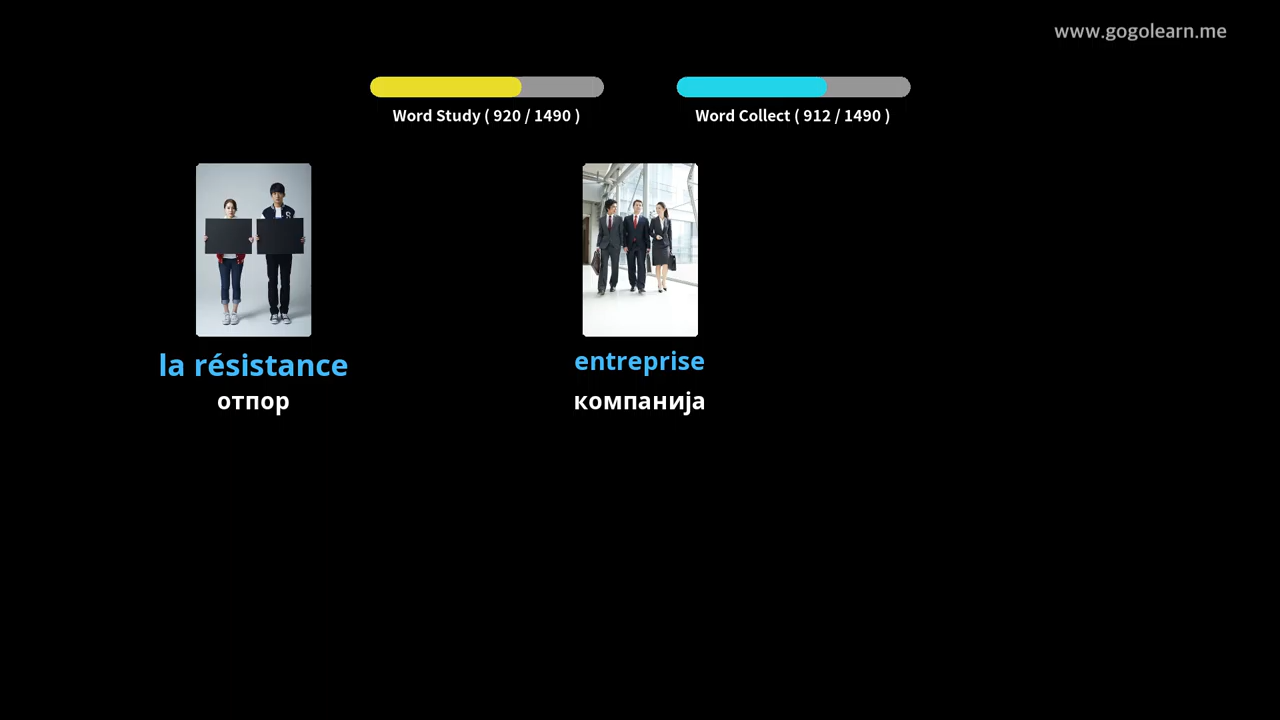 www.gogolearn.me
Word Study ( 920 / 1490 )
Word Collect ( 912 / 1490 )
la résistance
отпор
entreprise
компанија